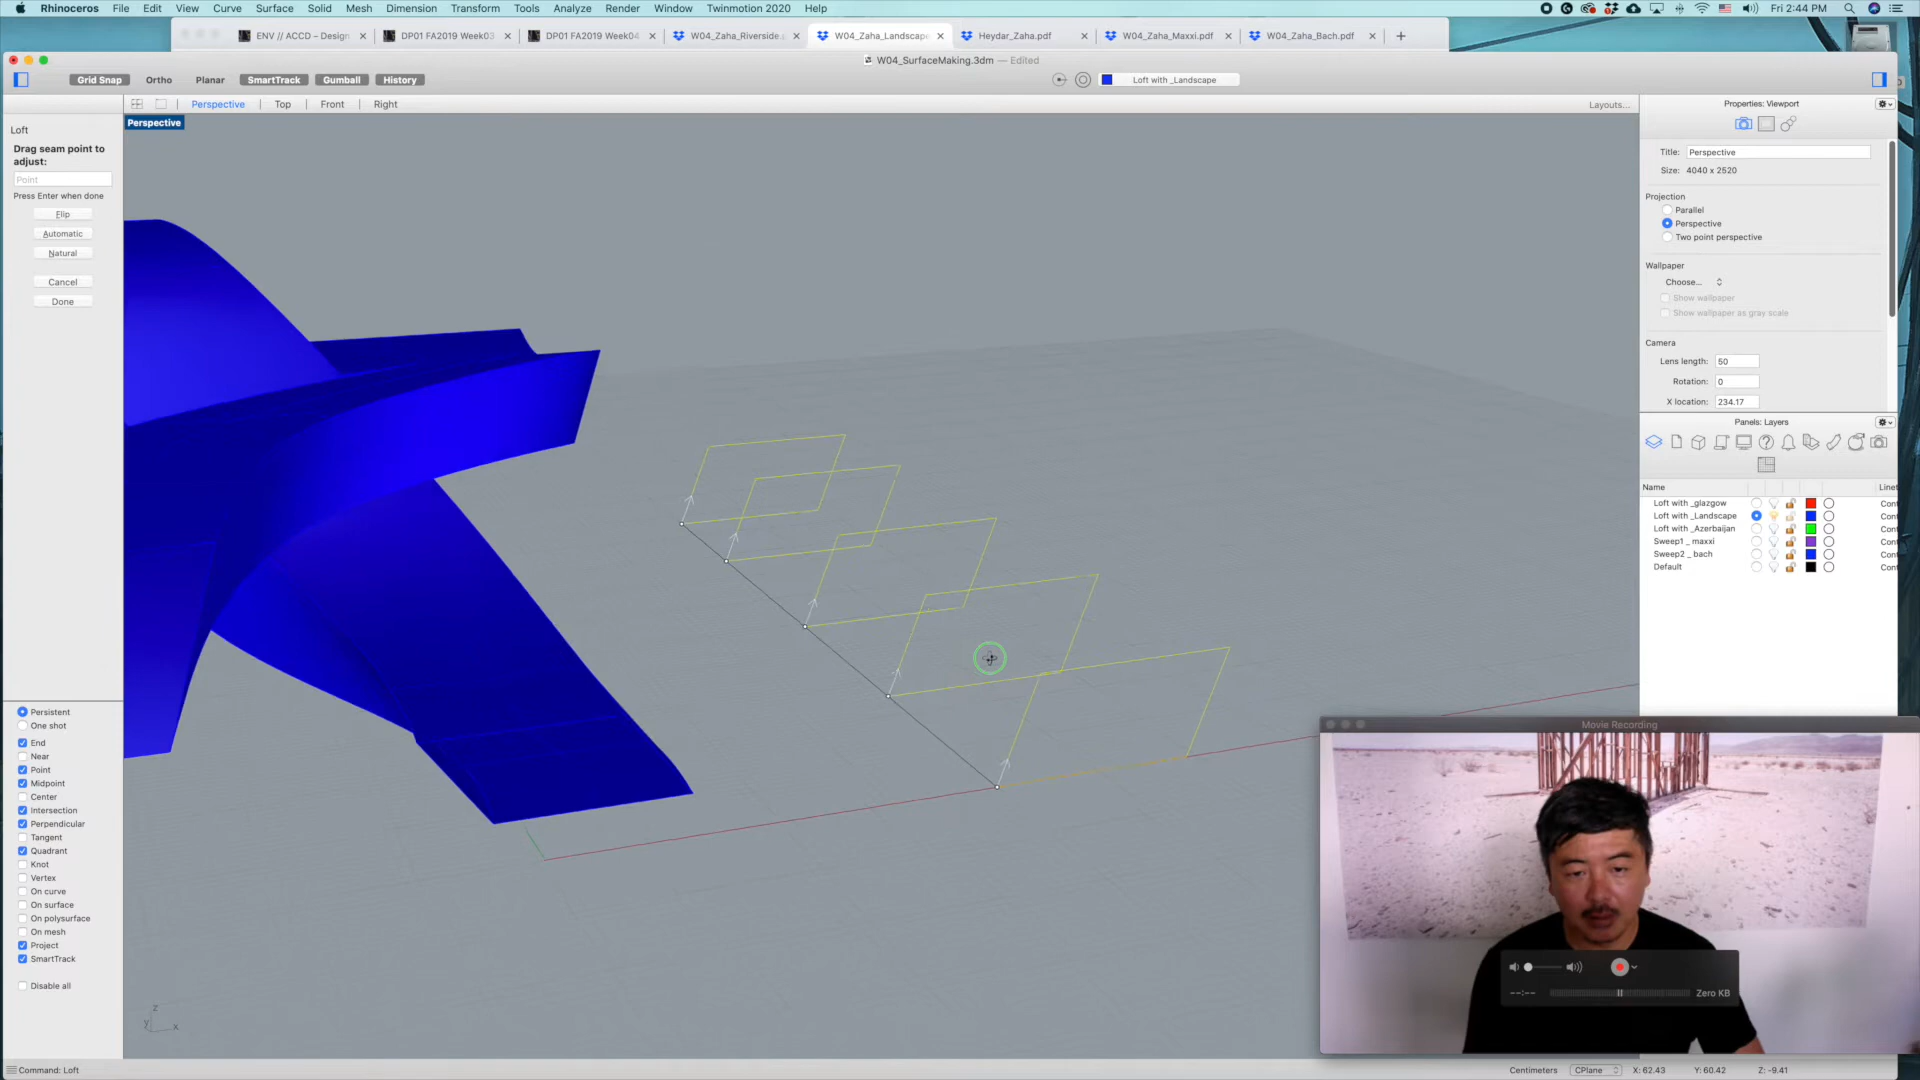 Rhinoceros File Edit View Curve Surface Solid Mesh Dimension Transform Tools Analyze Render Window Twinmotion 2020 Help Fri 2:44 PM
ENV // ACCD – Design DP01 FA2019 Week03 DP01 FA2019 Week04 W04_Zaha_Riverside W04_Zaha_Landscape Heydar_Zaha.pdf W04_Zaha_Maxxi.pdf W04_Zaha_Bach.pdf
W04_SurfaceMaking.3dm — Edited
Grid Snap Ortho Planar SmartTrack Gumball History Loft with _Landscape
Perspective Top Front Right Layouts...
Perspective
Loft
Drag seam point to
adjust:
Point
Press Enter when done
Flip
Automatic
Natural
Cancel
Done
Persistent
One shot
End
Near
Point
Midpoint
Center
Intersection
Perpendicular
Tangent
Quadrant
Knot
Vertex
On curve
On surface
On polysurface
On mesh
Project
SmartTrack
Disable all
z
y
x
Properties: Viewport
Title: Perspective
Size: 4040 x 2520
Projection
Parallel
Perspective
Two point perspective
Wallpaper
Choose...
Show wallpaper
Show wallpaper as gray scale
Camera
Lens length: 50
Rotation: 0
X location: 234.17
Panels: Layers
Name Linet
Loft with _glazgow Cont
Loft with _Landscape Cont
Loft with _Azerbaijan Cont
Sweep1 _ maxxi Cont
Sweep2 _ bach Cont
Default Cont
Movie Recording
--:-- Zero KB
Command: Loft
Centimeters CPlane X: 62.43 Y: 60.42 Z: -9.41